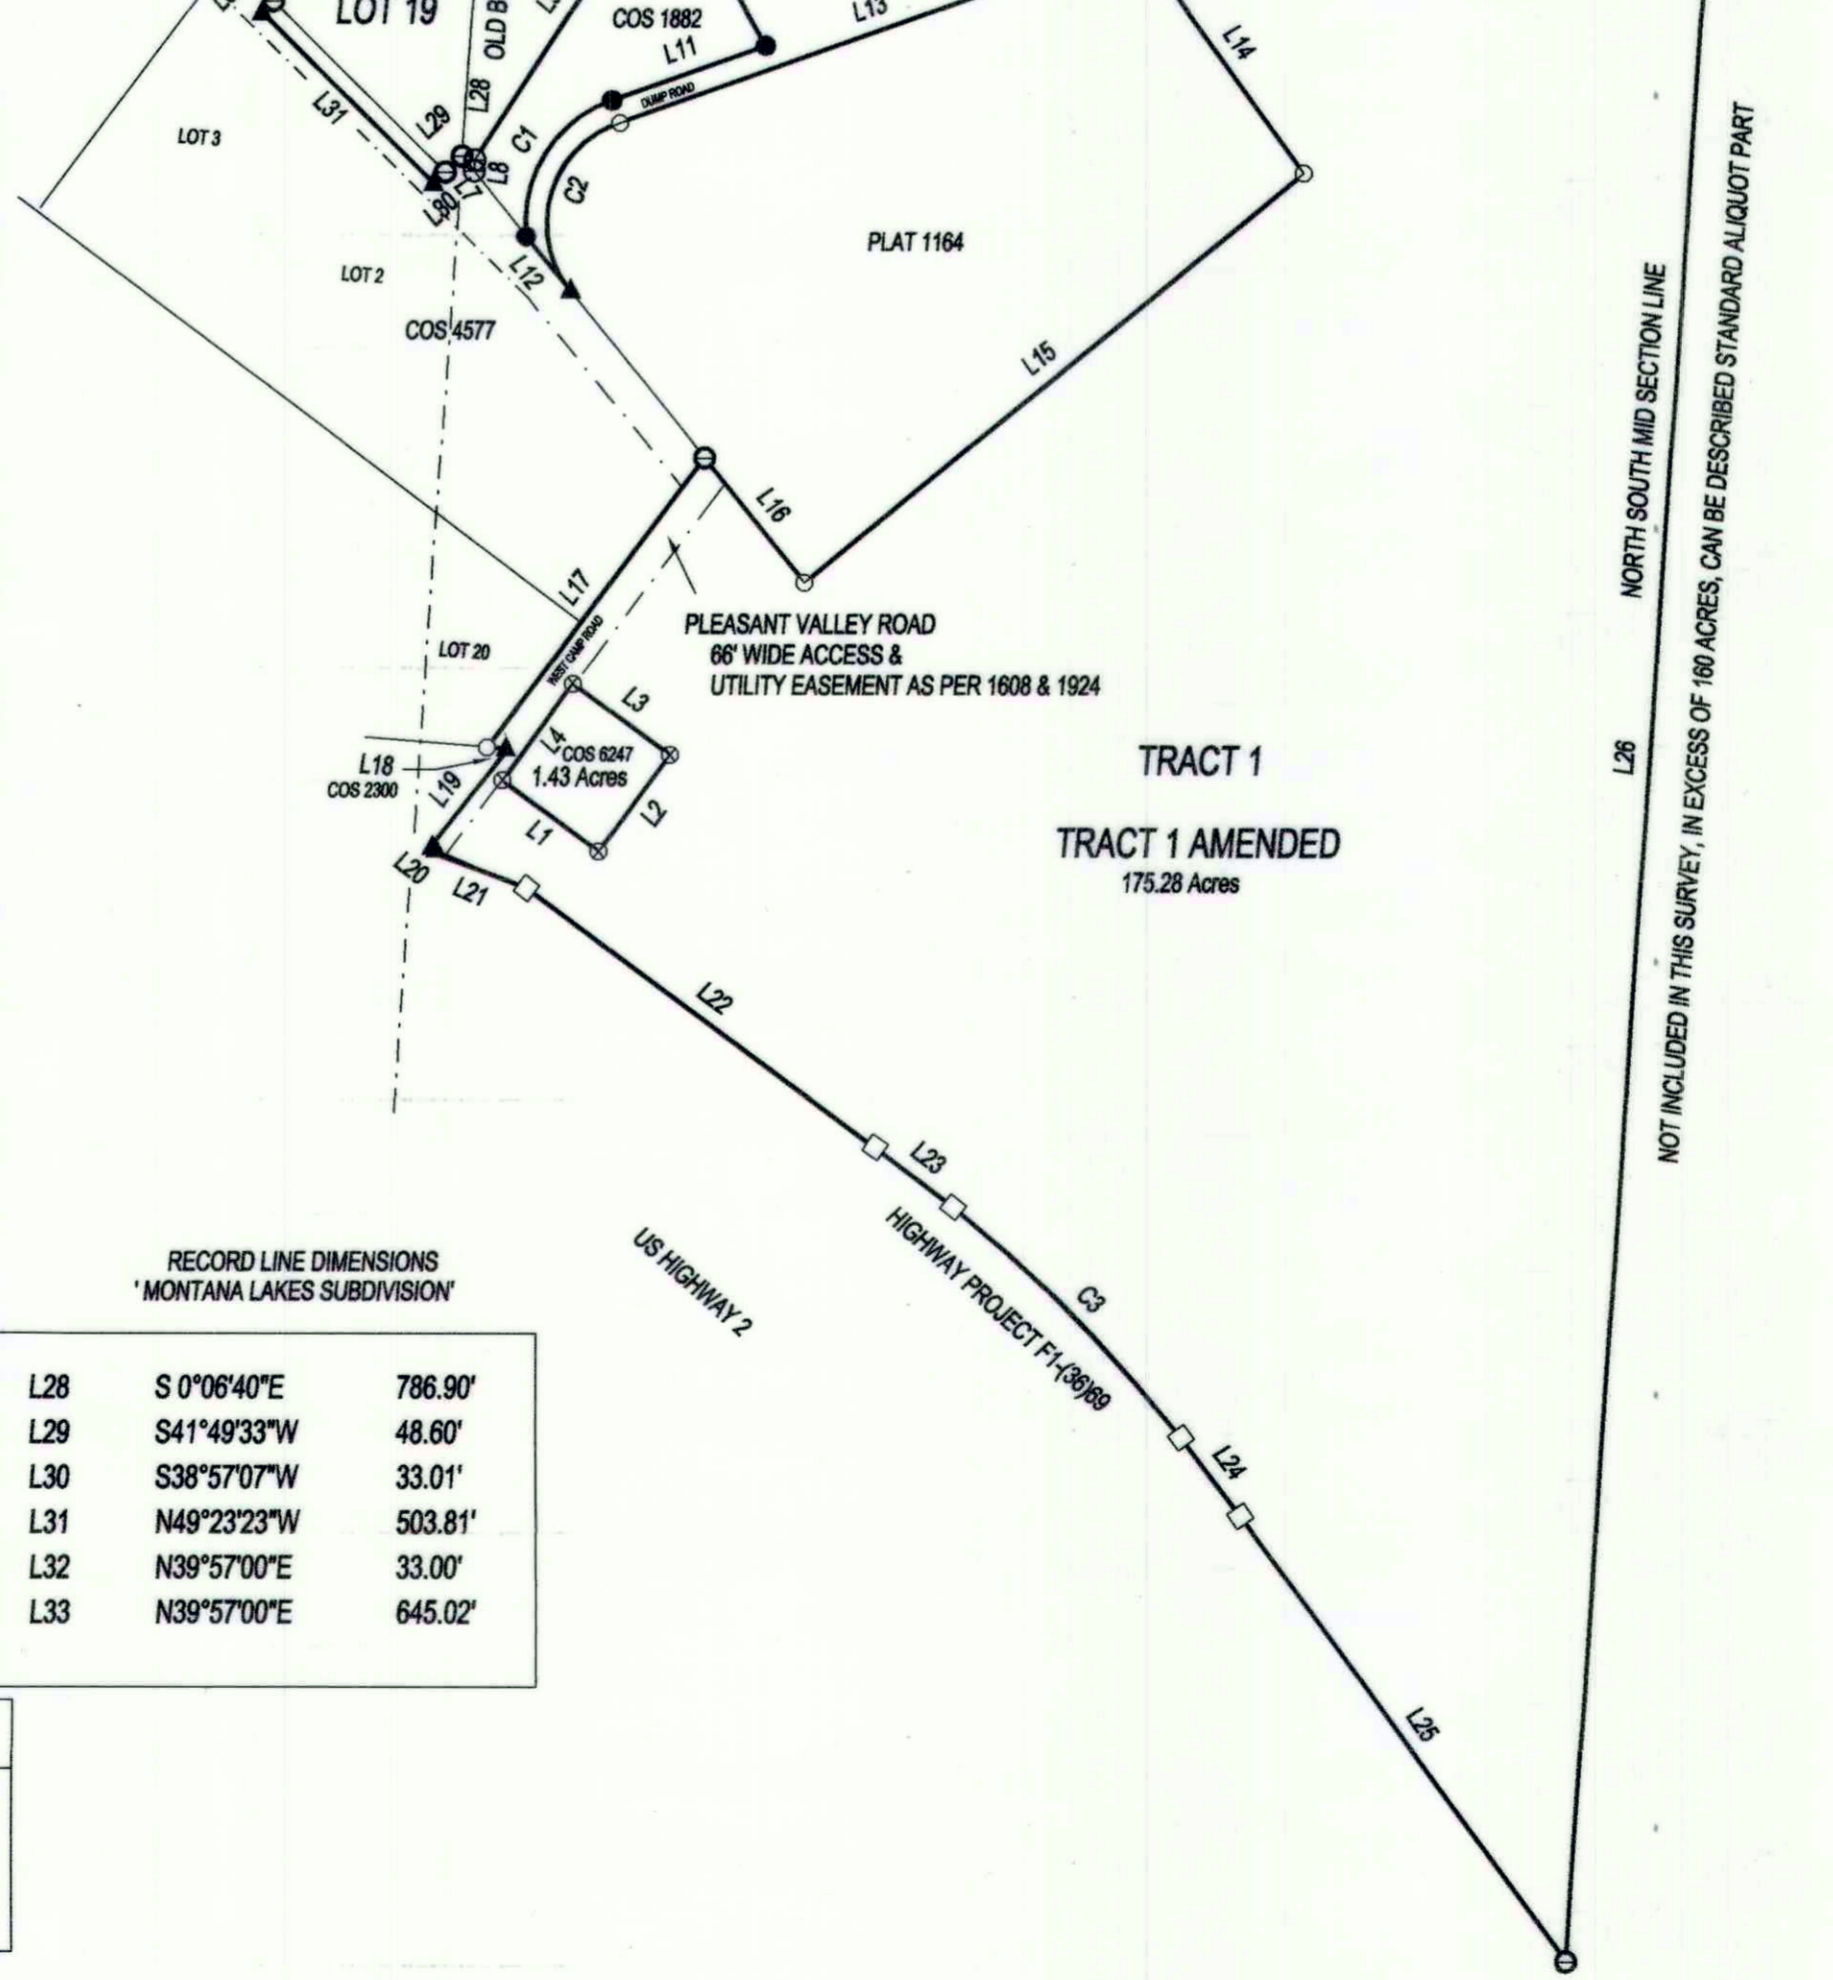 LOT 19
OLD B
COS 1882
L13
L14
L11
DUMP ROAD
L31
L29
L28
C1
LOT 3
L8
L7
L30
C2
PLAT 1164
LOT 2
L12
COS 4577
L15
L16
L17
WEST CAMP ROAD
PLEASANT VALLEY ROAD
66' WIDE ACCESS &
UTILITY EASEMENT AS PER 1608 & 1924
LOT 20
L3
L4
COS 6247
1.43 Acres
L18
COS 2300
L19
L2
L1
L20
L21
TRACT 1
TRACT 1 AMENDED
175.28 Acres
NORTH SOUTH MID SECTION LINE
L26
NOT INCLUDED IN THIS SURVEY, IN EXCESS OF 160 ACRES, CAN BE DESCRIBED STANDARD ALIQUOT PART
L22
L23
US HIGHWAY 2
HIGHWAY PROJECT F1-(36)69
C3
L24
L25
RECORD LINE DIMENSIONS
'MONTANA LAKES SUBDIVISION'
L28 S 0°06'40"E 786.90'
L29 S41°49'33"W 48.60'
L30 S38°57'07"W 33.01'
L31 N49°23'23"W 503.81'
L32 N39°57'00"E 33.00'
L33 N39°57'00"E 645.02'